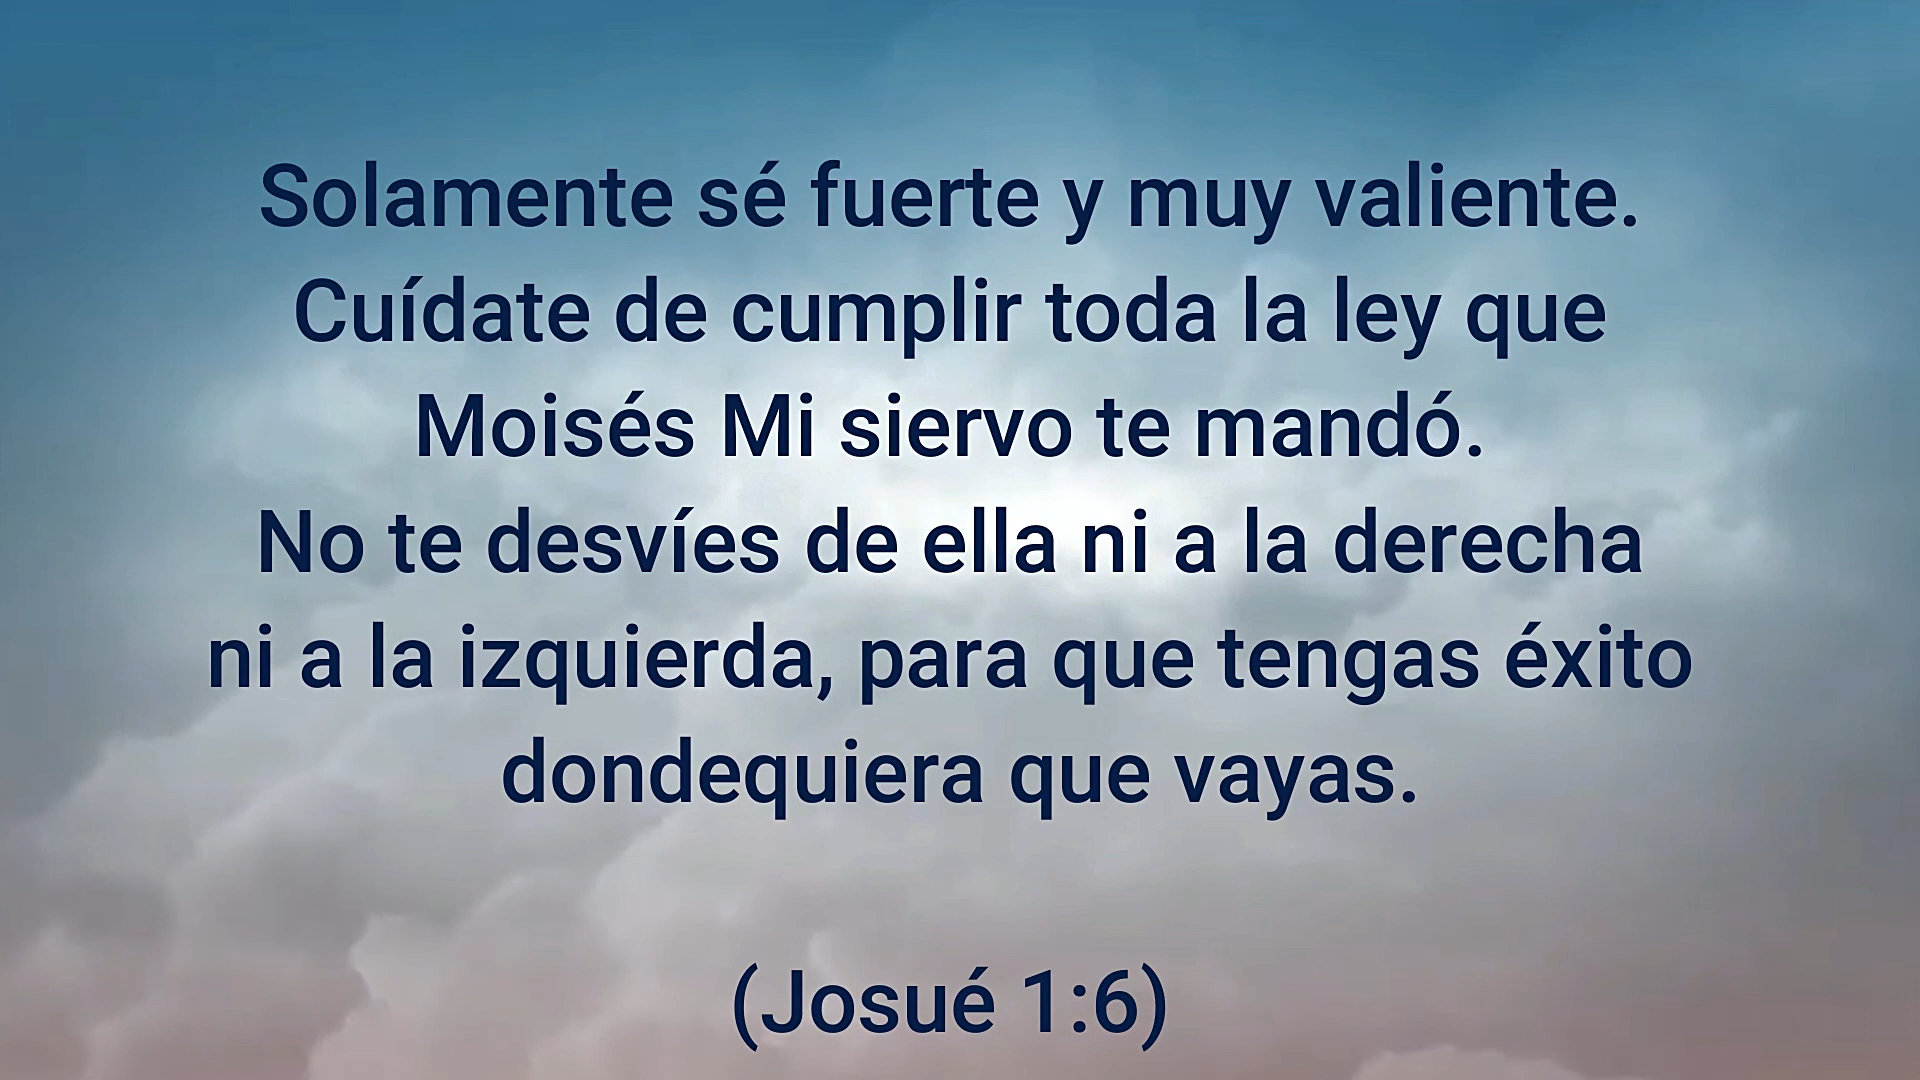 Solamente sé fuerte y muy valiente.
Cuídate de cumplir toda la ley que
Moisés Mi siervo te mandó.
No te desvíes de ella ni a la derecha
ni a la izquierda, para que tengas éxito
dondequiera que vayas.
(Josué 1:6)